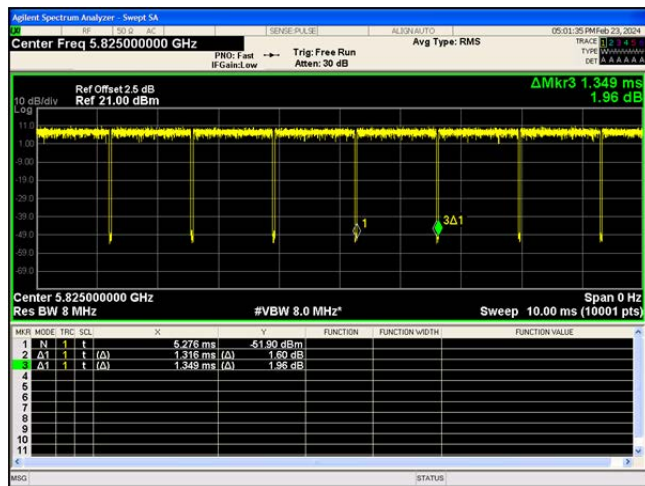 Agilent Spectrum Analyzer - Swept SA
RF 50 Ω AC SENSE:PULSE ALIGN AUTO 05:01:35 PM Feb 23, 2024
Center Freq 5.825000000 GHz Avg Type: RMS TRACE 1 2 3 4 5 6
PNO: Fast Trig: Free Run TYPE
IFGain:Low Atten: 30 dB DET A A A A A A
ΔMkr3 1.349 ms
1.96 dB
Ref Offset 2.5 dB
10 dB/div Ref 21.00 dBm
Log
11.0
1.00
-9.00
-19.0
-29.0
-39.0
-49.0
-59.0
-69.0
1
3Δ1
Center 5.825000000 GHz Span 0 Hz
Res BW 8 MHz #VBW 8.0 MHz* Sweep 10.00 ms (10001 pts)
MKR MODE TRC SCL X Y FUNCTION FUNCTION WIDTH FUNCTION VALUE
1 N 1 t 5.276 ms -51.90 dBm
2 Δ1 1 t (Δ) 1.316 ms (Δ) 1.60 dB
3 Δ1 1 t (Δ) 1.349 ms (Δ) 1.96 dB
4
5
6
7
8
9
10
11
MSG STATUS